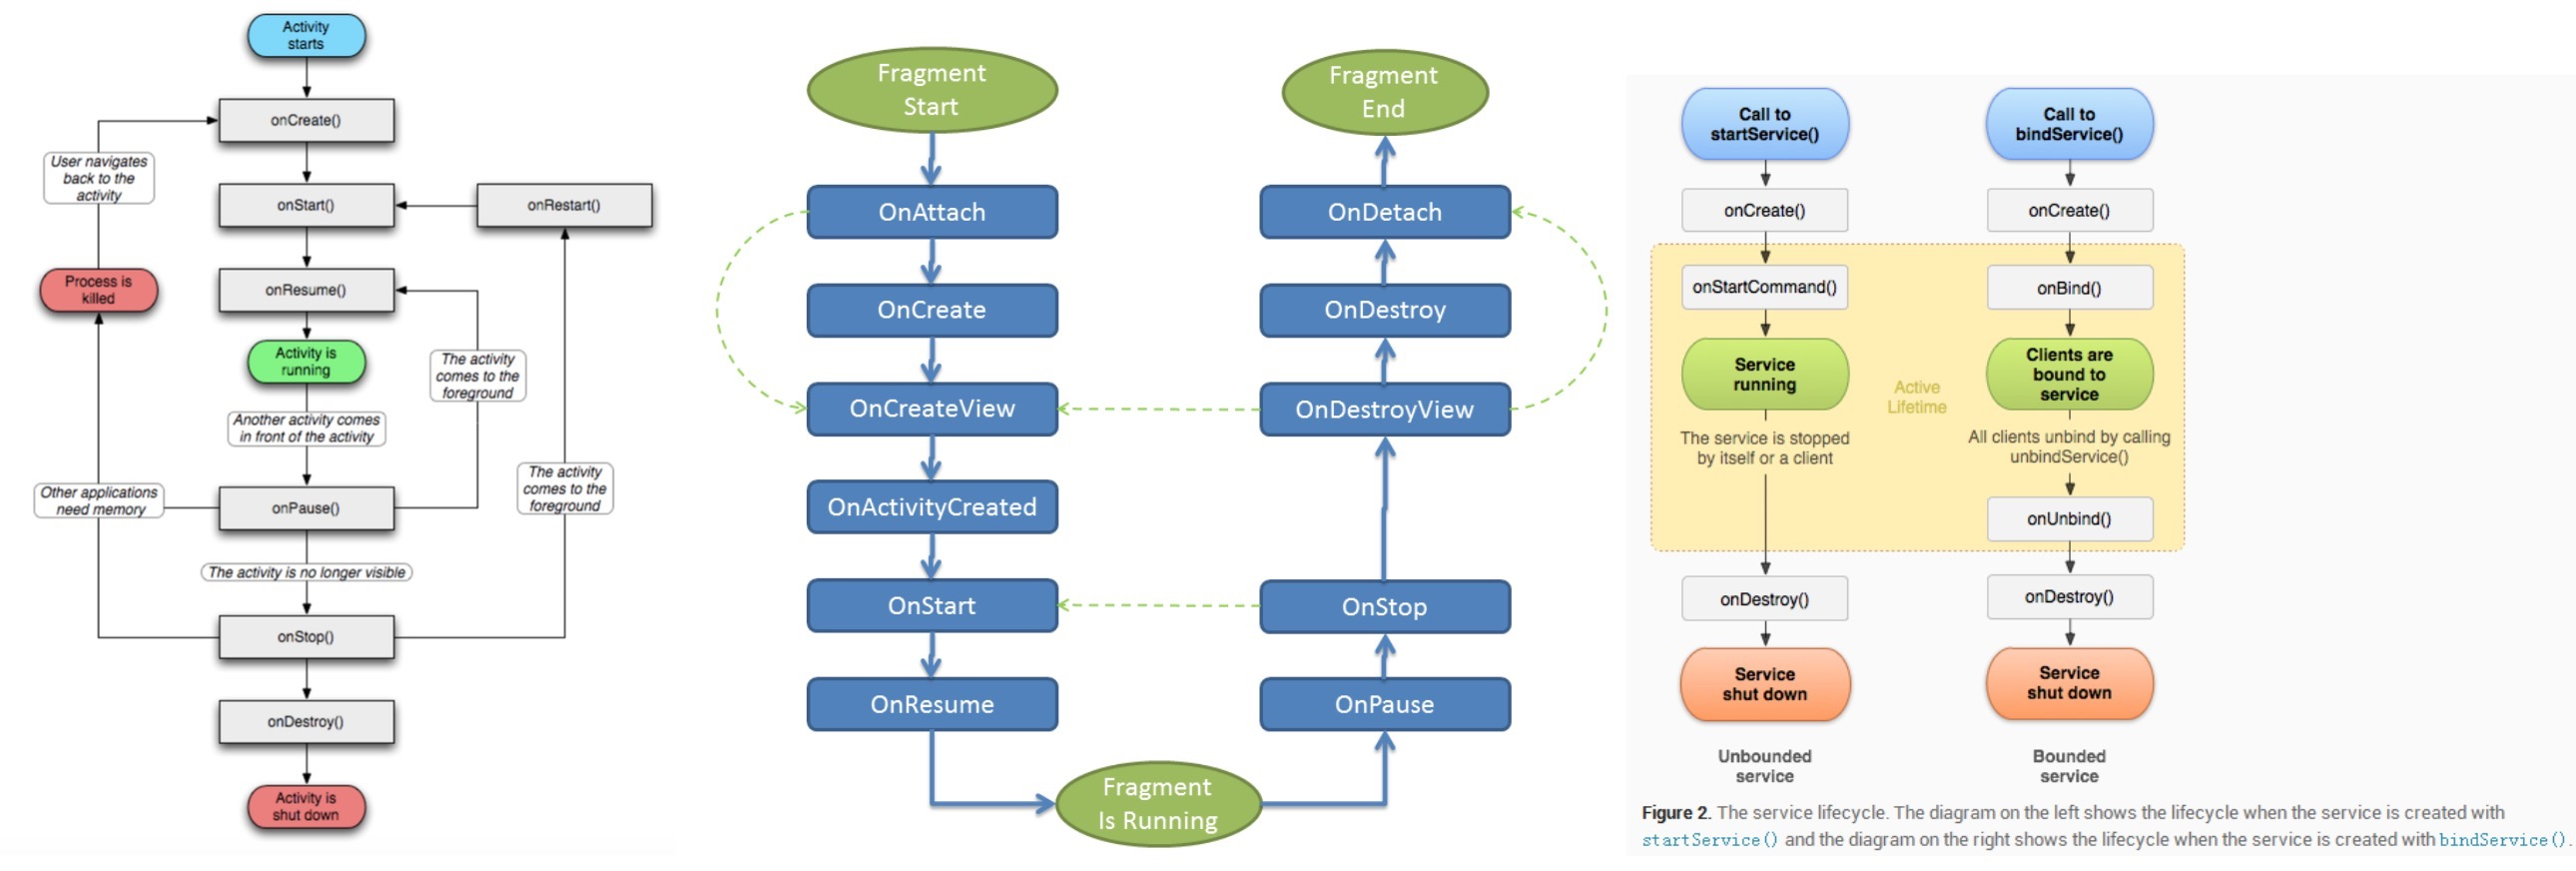 Activity
starts
onCreate()
User navigates
back to the
activity
onStart()
onRestart()
Process is
killed
onResume()
Activity is
running
The activity
comes to the
foreground
Another activity comes
in front of the activity
The activity
comes to the
foreground
Other applications
need memory
onPause()
The activity is no longer visible
onStop()
onDestroy()
Activity is
shut down
Fragment
Start
OnAttach
OnCreate
OnCreateView
OnActivityCreated
OnStart
OnResume
Fragment
Is Running
Fragment
End
OnDetach
OnDestroy
OnDestroyView
OnStop
OnPause
Call to
startService()
onCreate()
onStartCommand()
Service
running
The service is stopped
by itself or a client
onDestroy()
Service
shut down
Unbounded
service
Active
Lifetime
Call to
bindService()
onCreate()
onBind()
Clients are
bound to
service
All clients unbind by calling
unbindService()
onUnbind()
onDestroy()
Service
shut down
Bounded
service
Figure 2. The service lifecycle. The diagram on the left shows the lifecycle when the service is created with
startService() and the diagram on the right shows the lifecycle when the service is created with bindService().